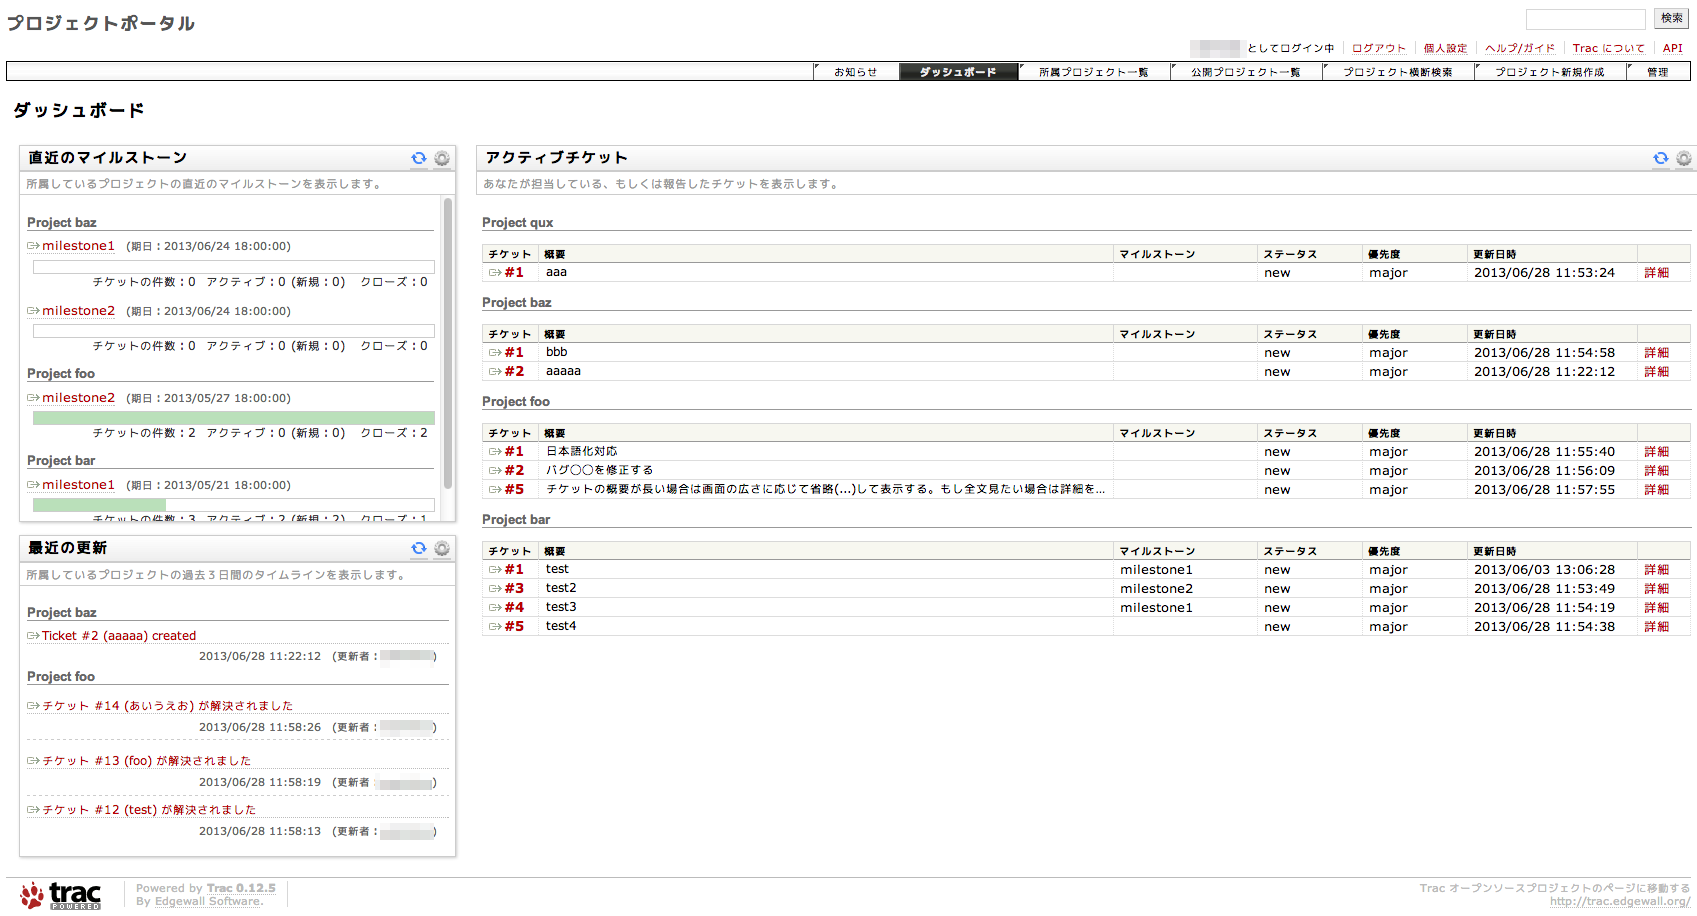 プロジェクトポータル
検索
としてログイン中 ログアウト 個人設定 ヘルプ/ガイド Trac について API
お知らせ ダッシュボード 所属プロジェクト一覧 公開プロジェクト一覧 プロジェクト横断検索 プロジェクト新規作成 管理
ダッシュボード
直近のマイルストーン
所属しているプロジェクトの直近のマイルストーンを表示します。
Project baz
milestone1 (期日：2013/06/24 18:00:00)
チケットの件数：0 アクティブ：0 (新規：0) クローズ：0
milestone2 (期日：2013/06/24 18:00:00)
チケットの件数：0 アクティブ：0 (新規：0) クローズ：0
Project foo
milestone2 (期日：2013/05/27 18:00:00)
チケットの件数：2 アクティブ：0 (新規：0) クローズ：2
Project bar
milestone1 (期日：2013/05/21 18:00:00)
チケットの件数：3 アクティブ：2 (新規：2) クローズ：1
最近の更新
所属しているプロジェクトの過去３日間のタイムラインを表示します。
Project baz
Ticket #2 (aaaaa) created
2013/06/28 11:22:12 (更新者： )
Project foo
チケット #14 (あいうえお) が解決されました
2013/06/28 11:58:26 (更新者： )
チケット #13 (foo) が解決されました
2013/06/28 11:58:19 (更新者： )
チケット #12 (test) が解決されました
2013/06/28 11:58:13 (更新者： )
アクティブチケット
あなたが担当している、もしくは報告したチケットを表示します。
Project qux
チケット 概要 マイルストーン ステータス 優先度 更新日時
#1 aaa new major 2013/06/28 11:53:24 詳細
Project baz
チケット 概要 マイルストーン ステータス 優先度 更新日時
#1 bbb new major 2013/06/28 11:54:58 詳細
#2 aaaaa new major 2013/06/28 11:22:12 詳細
Project foo
チケット 概要 マイルストーン ステータス 優先度 更新日時
#1 日本語化対応 new major 2013/06/28 11:55:40 詳細
#2 バグ○○を修正する new major 2013/06/28 11:56:09 詳細
#5 チケットの概要が長い場合は画面の広さに応じて省略(...)して表示する。もし全文見たい場合は詳細を... new major 2013/06/28 11:57:55 詳細
Project bar
チケット 概要 マイルストーン ステータス 優先度 更新日時
#1 test milestone1 new major 2013/06/03 13:06:28 詳細
#3 test2 milestone2 new major 2013/06/28 11:53:49 詳細
#4 test3 milestone1 new major 2013/06/28 11:54:19 詳細
#5 test4 new major 2013/06/28 11:54:38 詳細
trac POWERED
Powered by Trac 0.12.5
By Edgewall Software.
Trac オープンソースプロジェクトのページに移動する
http://trac.edgewall.org/